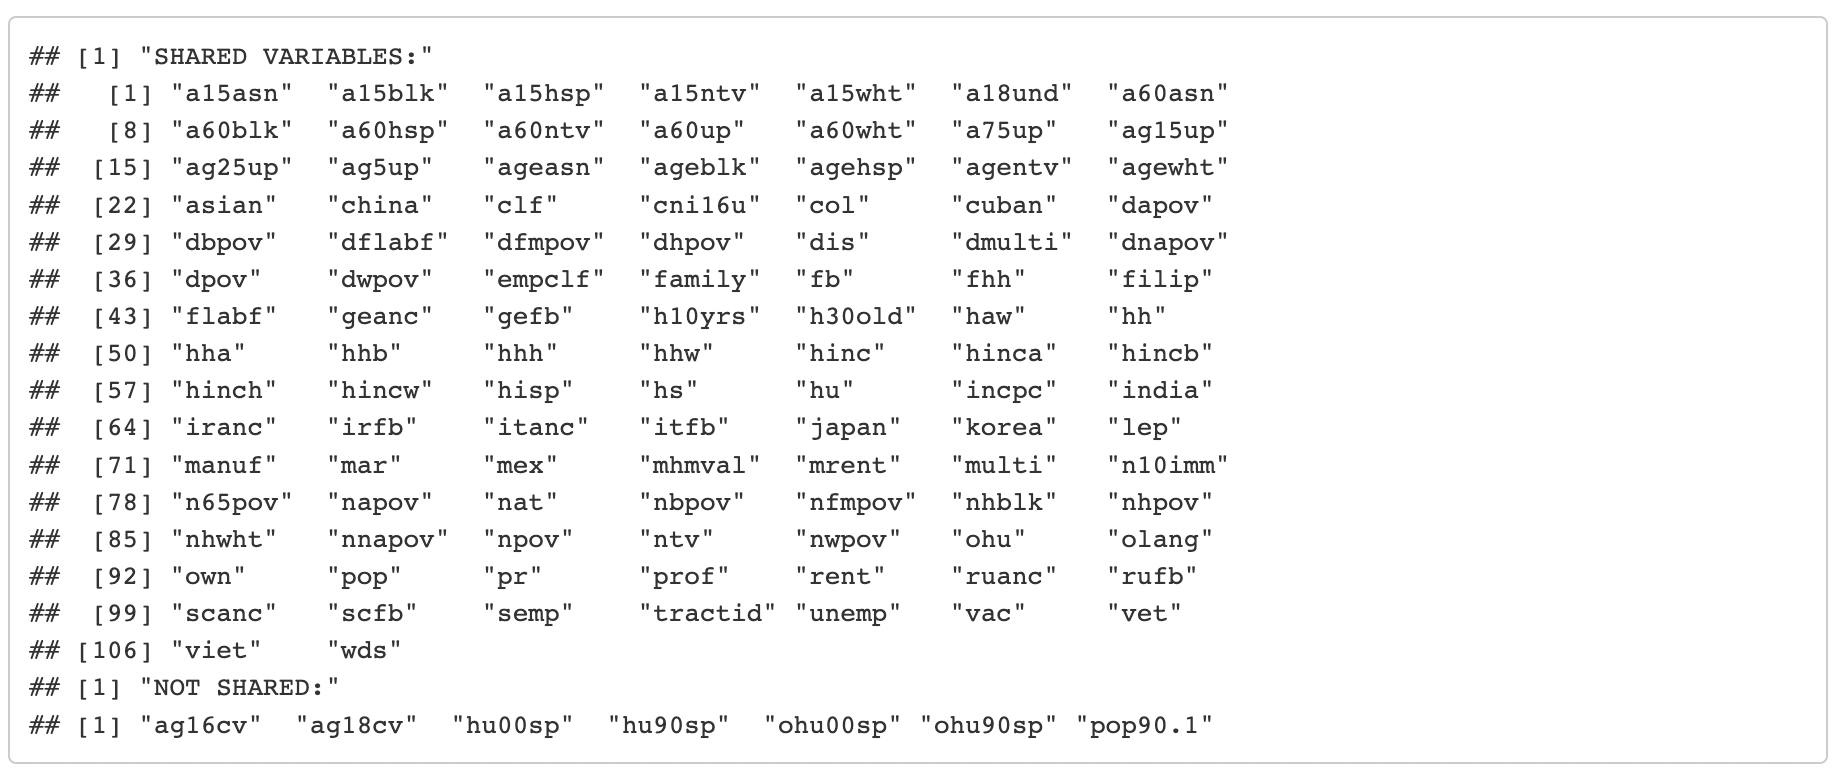 ## [1] "SHARED VARIABLES:"
##   [1] "a15asn"  "a15blk"  "a15hsp"  "a15ntv"  "a15wht"  "a18und"  "a60asn"
##   [8] "a60blk"  "a60hsp"  "a60ntv"  "a60up"   "a60wht"  "a75up"   "ag15up"
##  [15] "ag25up"  "ag5up"   "ageasn"  "ageblk"  "agehsp"  "agentv"  "agewht"
##  [22] "asian"   "china"   "clf"     "cni16u"  "col"     "cuban"   "dapov"
##  [29] "dbpov"   "dflabf"  "dfmpov"  "dhpov"   "dis"     "dmulti"  "dnapov"
##  [36] "dpov"    "dwpov"   "empclf"  "family"  "fb"      "fhh"     "filip"
##  [43] "flabf"   "geanc"   "gefb"    "h10yrs"  "h30old"  "haw"     "hh"
##  [50] "hha"     "hhb"     "hhh"     "hhw"     "hinc"    "hinca"   "hincb"
##  [57] "hinch"   "hincw"   "hisp"    "hs"      "hu"      "incpc"   "india"
##  [64] "iranc"   "irfb"    "itanc"   "itfb"    "japan"   "korea"   "lep"
##  [71] "manuf"   "mar"     "mex"     "mhmval"  "mrent"   "multi"   "n10imm"
##  [78] "n65pov"  "napov"   "nat"     "nbpov"   "nfmpov"  "nhblk"   "nhpov"
##  [85] "nhwht"   "nnapov"  "npov"    "ntv"     "nwpov"   "ohu"     "olang"
##  [92] "own"     "pop"     "pr"      "prof"    "rent"    "ruanc"   "rufb"
##  [99] "scanc"   "scfb"    "semp"    "tractid" "unemp"   "vac"     "vet"
## [106] "viet"    "wds"
## [1] "NOT SHARED:"
## [1] "ag16cv"  "ag18cv"  "hu00sp"  "hu90sp"  "ohu00sp" "ohu90sp" "pop90.1"